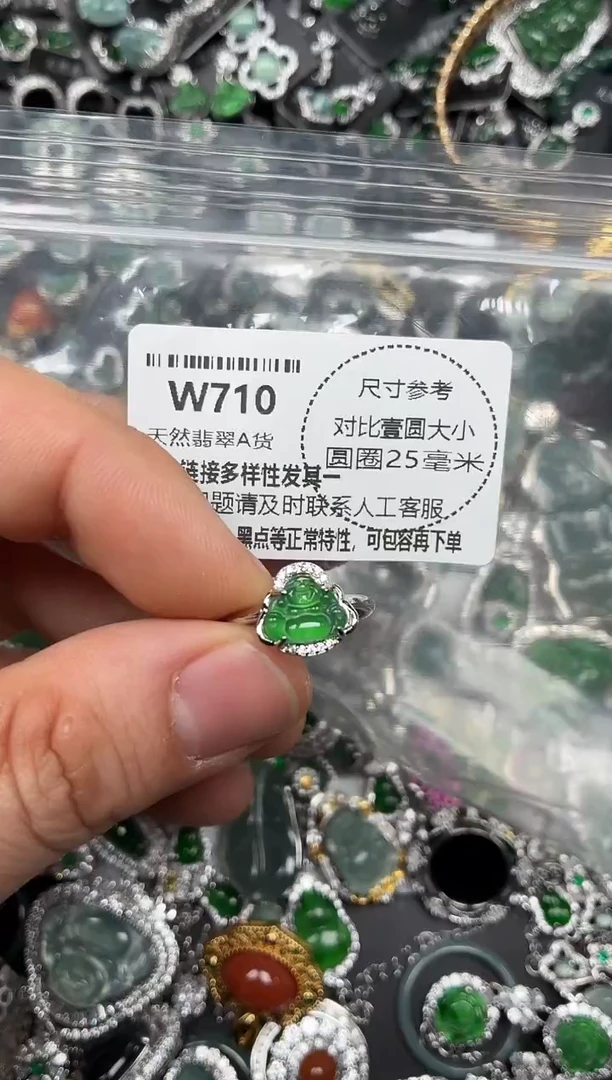 W710
天然翡翠A货
链接多样性发其一
题请及时联系人工客服
黑点等正常特性，可包容再下单
尺寸参考
对比壹圆大小
圆圈25毫米